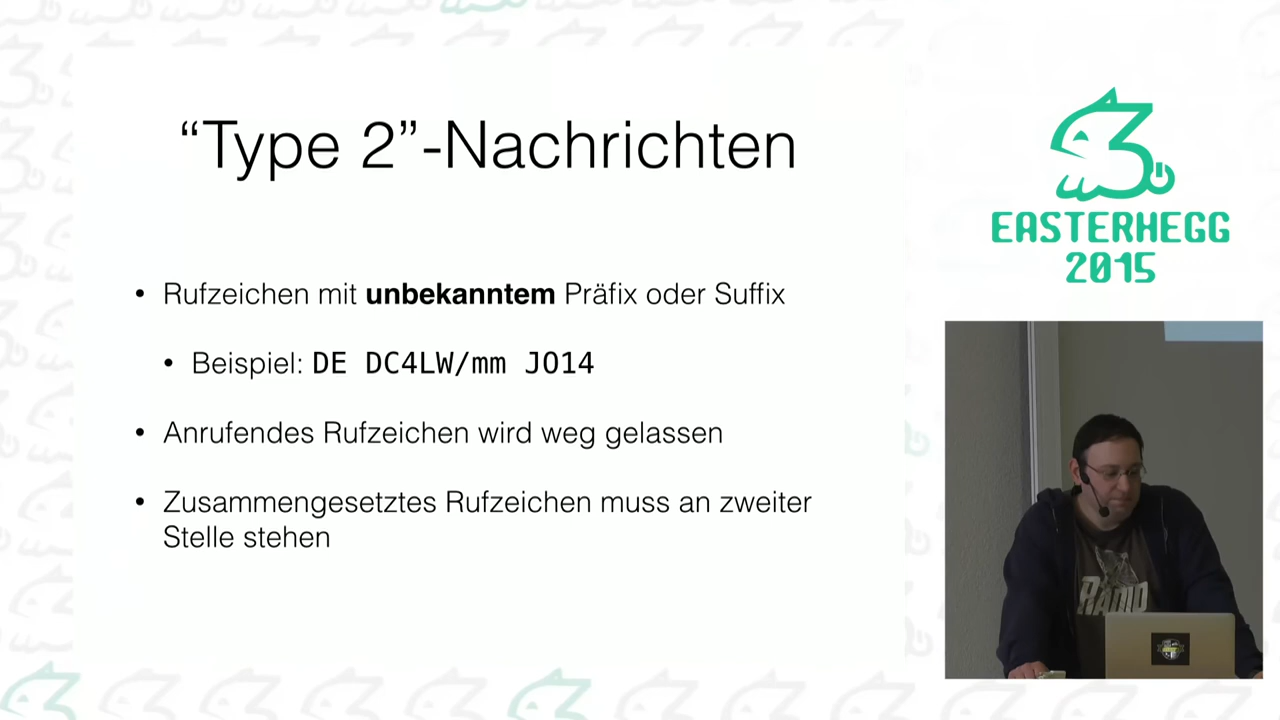 “Type 2”-Nachrichten
• Rufzeichen mit unbekanntem Präfix oder Suffix
• Beispiel: DE DC4LW/mm JO14
• Anrufendes Rufzeichen wird weg gelassen
• Zusammengesetztes Rufzeichen muss an zweiter
Stelle stehen
EASTERHEGG
2015
RADIO